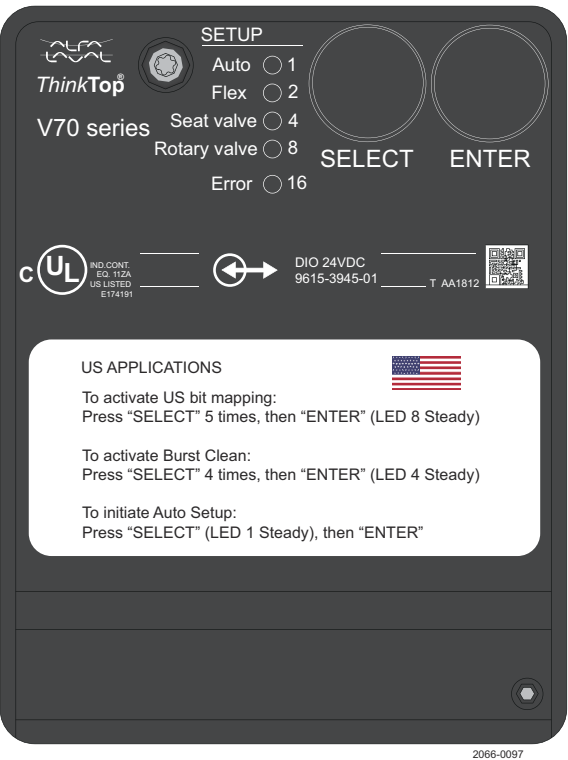 ALFA
LAVAL
ThinkTop®
V70 series
SETUP
Auto 1
Flex 2
Seat valve 4
Rotary valve 8
Error 16
SELECT
ENTER
C UL
IND.CONT.
EQ. 11ZA
US LISTED
E174191
DIO 24VDC
9615-3945-01
T AA1812
US APPLICATIONS
To activate US bit mapping:
Press “SELECT” 5 times, then “ENTER” (LED 8 Steady)
To activate Burst Clean:
Press “SELECT” 4 times, then “ENTER” (LED 4 Steady)
To initiate Auto Setup:
Press “SELECT” (LED 1 Steady), then “ENTER”
2066-0097